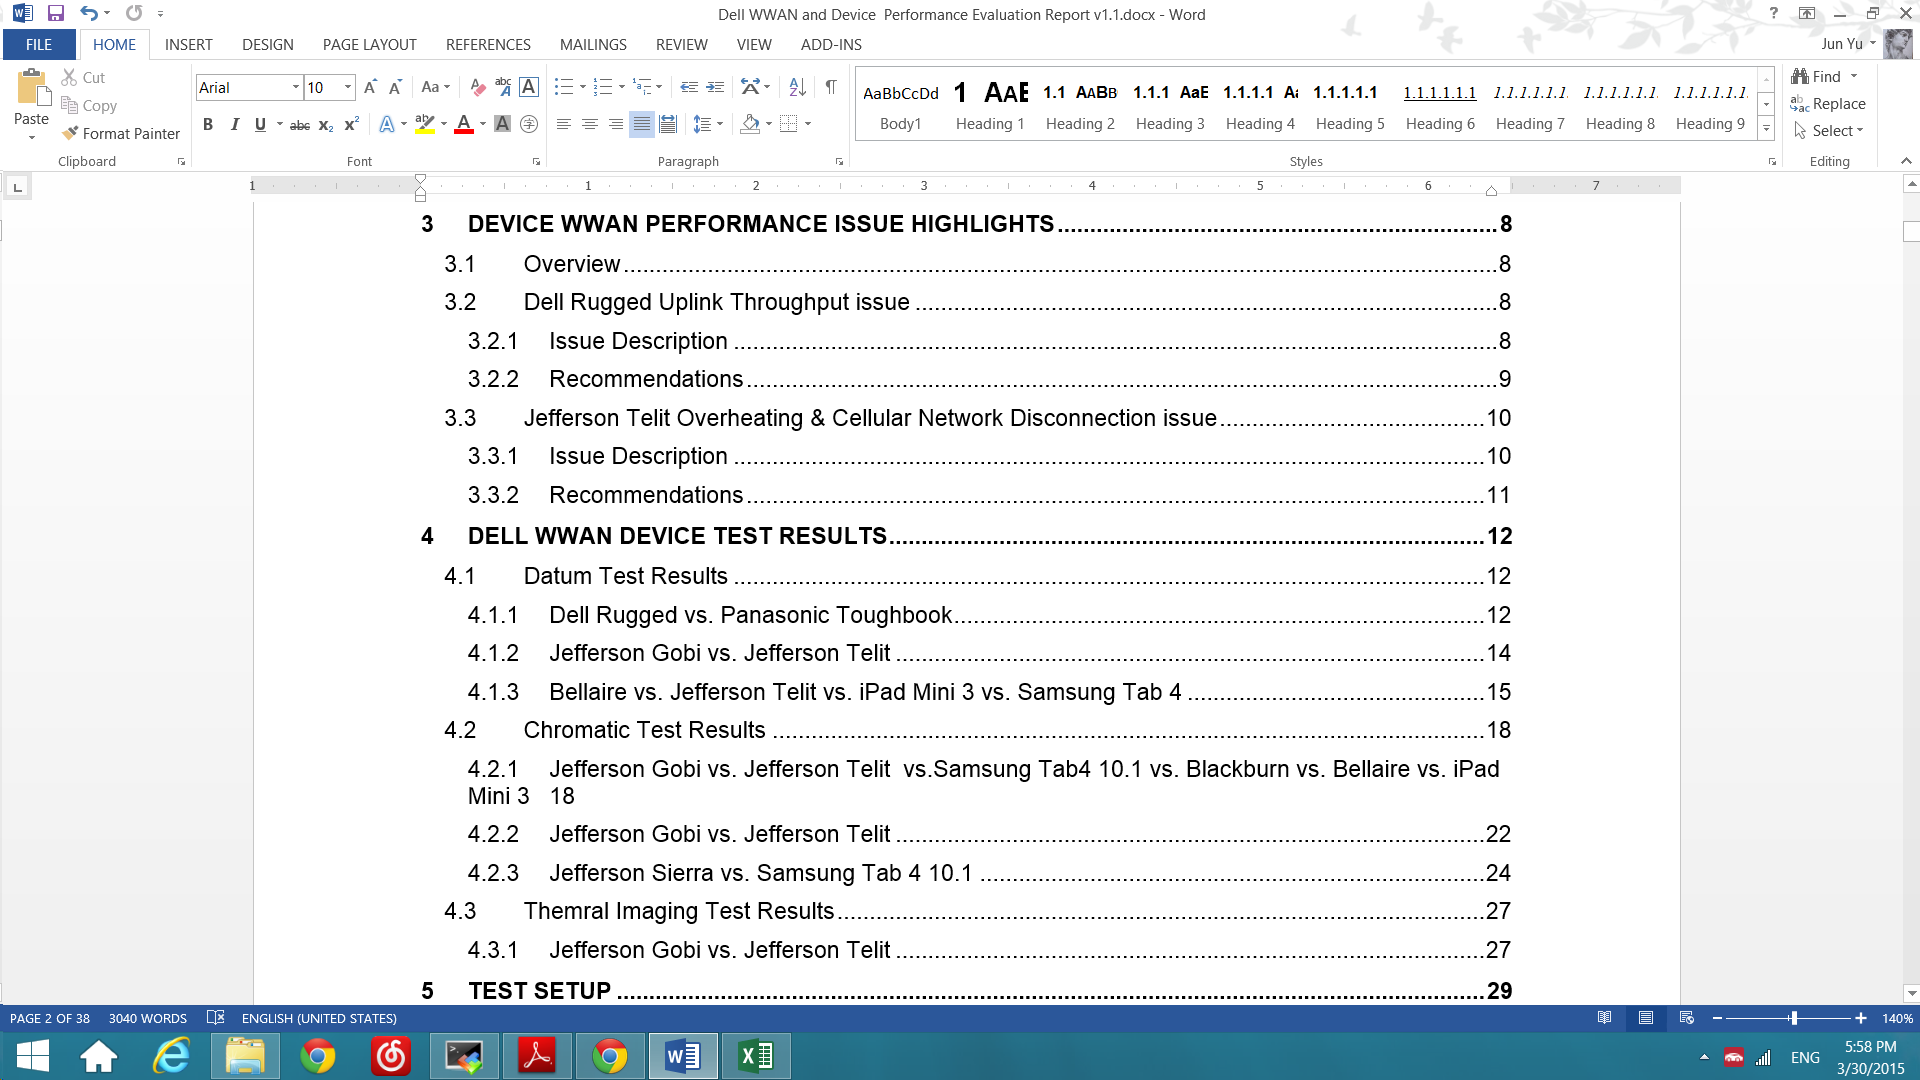 Dell WWAN and Device  Performance Evaluation Report v1.1.docx - Word
FILE HOME INSERT DESIGN PAGE LAYOUT REFERENCES MAILINGS REVIEW VIEW ADD-INS Jun Yu
Paste
Cut
Copy
Format Painter
Clipboard
Arial 10
Font
Paragraph
AaBbCcDd 1 AAE 1.1 AABB 1.1.1 AaE 1.1.1.1 Aa 1.1.1.1.1 1.1.1.1.1.1 1.1.1.1.1.1.1 1.1.1.1.1.1. 1.1.1.1.1.1.
Body1 Heading 1 Heading 2 Heading 3 Heading 4 Heading 5 Heading 6 Heading 7 Heading 8 Heading 9
Styles
Find
Replace
Select
Editing
1 1 2 3 4 5 6 7
3 DEVICE WWAN PERFORMANCE ISSUE HIGHLIGHTS 8
3.1 Overview 8
3.2 Dell Rugged Uplink Throughput issue 8
3.2.1 Issue Description 8
3.2.2 Recommendations 9
3.3 Jefferson Telit Overheating & Cellular Network Disconnection issue 10
3.3.1 Issue Description 10
3.3.2 Recommendations 11
4 DELL WWAN DEVICE TEST RESULTS 12
4.1 Datum Test Results 12
4.1.1 Dell Rugged vs. Panasonic Toughbook 12
4.1.2 Jefferson Gobi vs. Jefferson Telit 14
4.1.3 Bellaire vs. Jefferson Telit vs. iPad Mini 3 vs. Samsung Tab 4 15
4.2 Chromatic Test Results 18
4.2.1 Jefferson Gobi vs. Jefferson Telit  vs.Samsung Tab4 10.1 vs. Blackburn vs. Bellaire vs. iPad
Mini 3 18
4.2.2 Jefferson Gobi vs. Jefferson Telit 22
4.2.3 Jefferson Sierra vs. Samsung Tab 4 10.1 24
4.3 Themral Imaging Test Results 27
4.3.1 Jefferson Gobi vs. Jefferson Telit 27
5 TEST SETUP 29
PAGE 2 OF 38 3040 WORDS ENGLISH (UNITED STATES) 140%
ENG
5:58 PM
3/30/2015